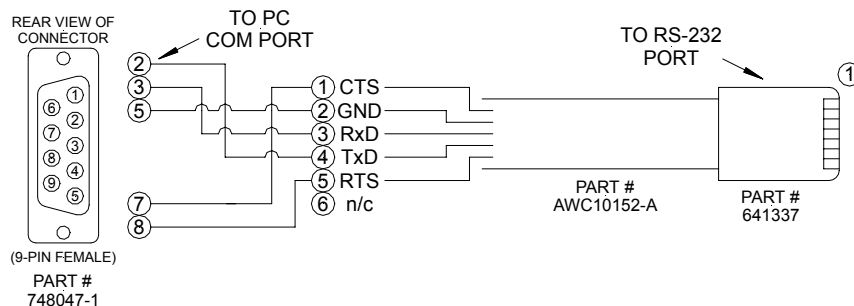 REAR VIEW OF
CONNECTOR
1
2
3
4
5
6
7
8
9
(9-PIN FEMALE)
PART #
748047-1
TO PC
COM PORT
2
3
5
7
8
1 CTS
2 GND
3 RxD
4 TxD
5 RTS
6 n/c
TO RS-232
PORT
1
PART #
AWC10152-A
PART #
641337